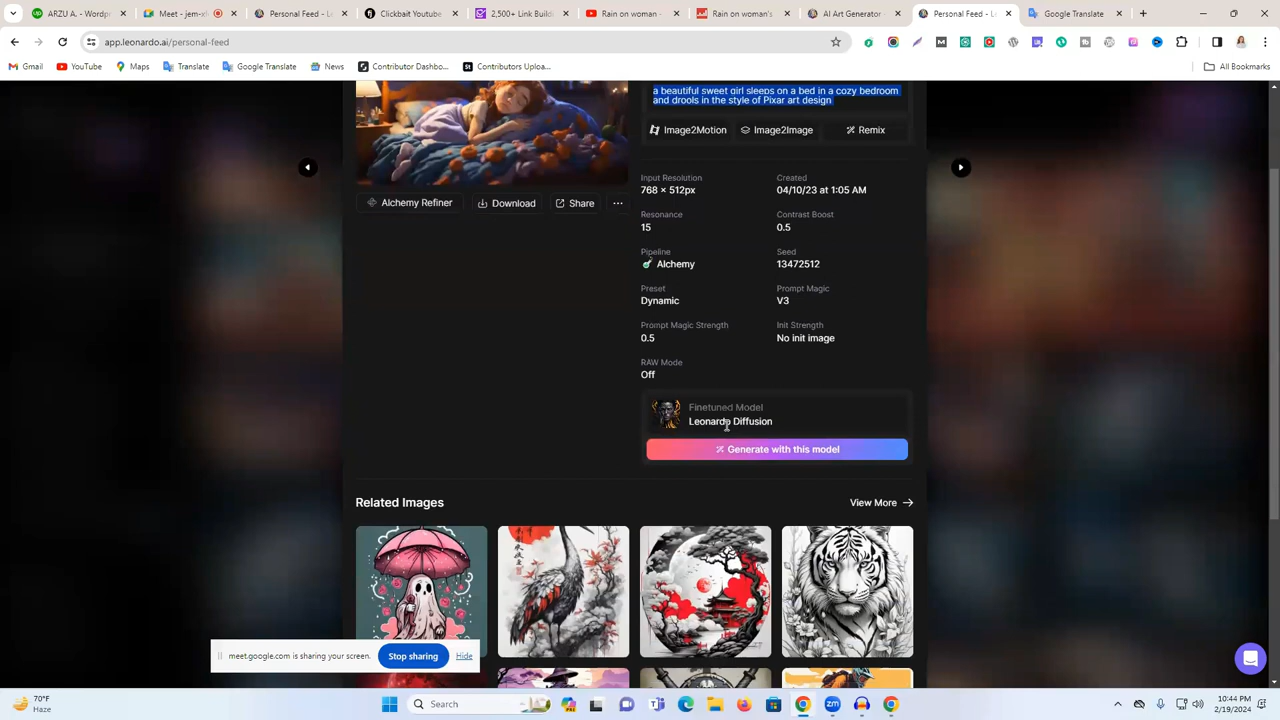 ARZU A. - Wo
Meet - jem-xi
Personal Feed - Le
Clickbait Youtub
2,500+ Link Build
Rain on windo
Rain on window
AI Art Generator -
Personal Feed - Le
Google Translate
app.leonardo.ai/personal-feed
Gmail
YouTube
Maps
Translate
Google Translate
News
Contributor Dashbo...
Contributors Uploa...
All Bookmarks
a beautiful sweet girl sleeps on a bed in a cozy bedroom
and drools in the style of Pixar art design
Image2Motion
Image2Image
Remix
Alchemy Refiner
Download
Share
Input Resolution
768 × 512px
Created
04/10/23 at 1:05 AM
Resonance
15
Contrast Boost
0.5
Pipeline
Alchemy
Seed
13472512
Preset
Dynamic
Prompt Magic
V3
Prompt Magic Strength
0.5
Init Strength
No init image
RAW Mode
Off
Finetuned Model
Leonardo Diffusion
Generate with this model
Related Images
View More
meet.google.com is sharing your screen.
Stop sharing
Hide
70°F
Haze
Search
10:44 PM
2/19/2024